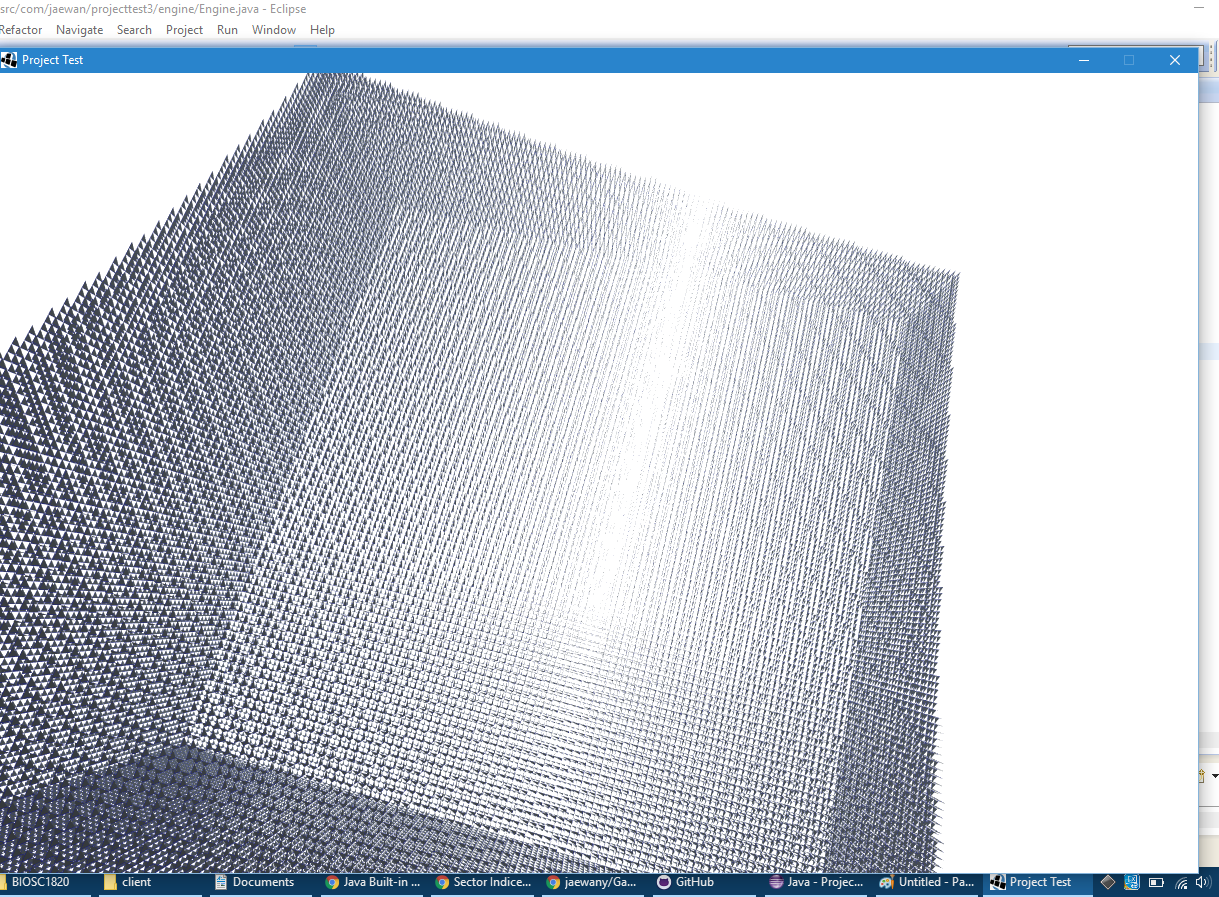 src/com/jaewan/projecttest3/engine/Engine.java - Eclipse
Refactor Navigate Search Project Run Window Help
Project Test
BIOSC1820 client Documents Java Built-in ... Sector Indice... jaewany/Ga... GitHub Java - Projec... Untitled - Pa... Project Test